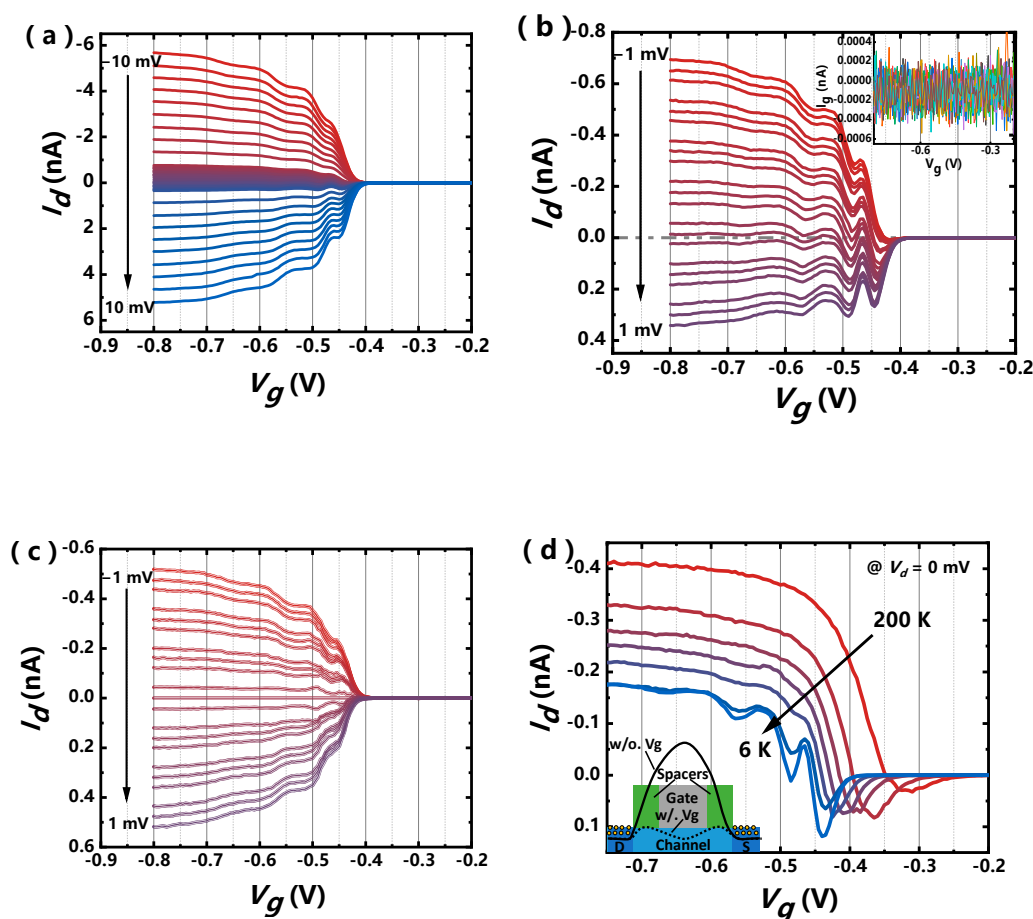 (a)
-6
-4
-2
0
2
4
6
I_d (nA)
−10 mV
10 mV
-0.9 -0.8 -0.7 -0.6 -0.5 -0.4 -0.3 -0.2
V_g (V)
(b)
-0.8
-0.6
-0.4
-0.2
0.0
0.2
0.4
I_d (nA)
−1 mV
1 mV
-0.9 -0.8 -0.7 -0.6 -0.5 -0.4 -0.3 -0.2
V_g (V)
0.0004
0.0002
0.0000
-0.0002
-0.0004
-0.0006
I_g (nA)
-0.6 -0.3
V_g (V)
(c)
-0.6
-0.4
-0.2
0.0
0.2
0.4
0.6
I_d (nA)
−1 mV
1 mV
-0.9 -0.8 -0.7 -0.6 -0.5 -0.4 -0.3 -0.2
V_g (V)
(d)
-0.4
-0.3
-0.2
-0.1
0.0
0.1
I_d (nA)
@ V_d = 0 mV
200 K
6 K
w/o. Vg
Spacers
Gate
w/. Vg
D Channel S
-0.7 -0.6 -0.5 -0.4 -0.3 -0.2
V_g (V)